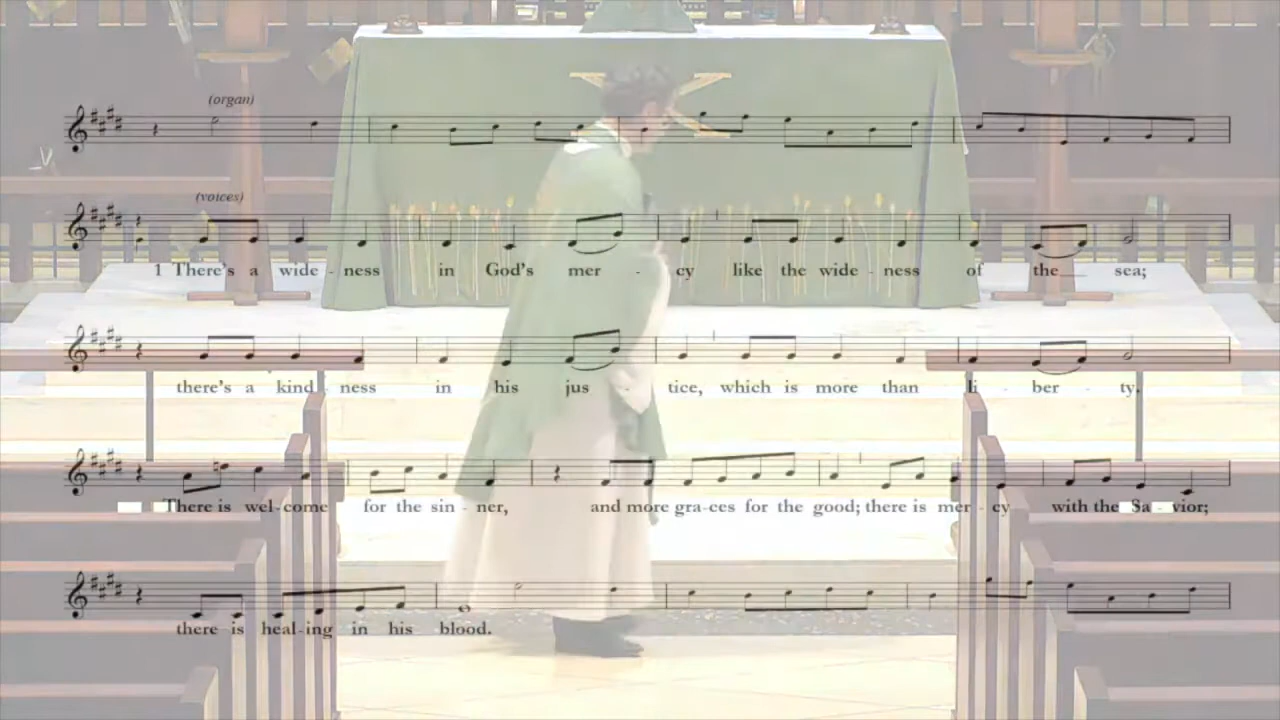 (organ)
(voices)
1 There's a wide - ness in God's mer - cy like the wide - ness of the sea;
there's a kind - ness in his jus - tice, which is more than li - ber - ty.
There is wel - come for the sin - ner, and more gra - ces for the good; there is mer - cy with the Sa - vior;
there is heal - ing in his blood.